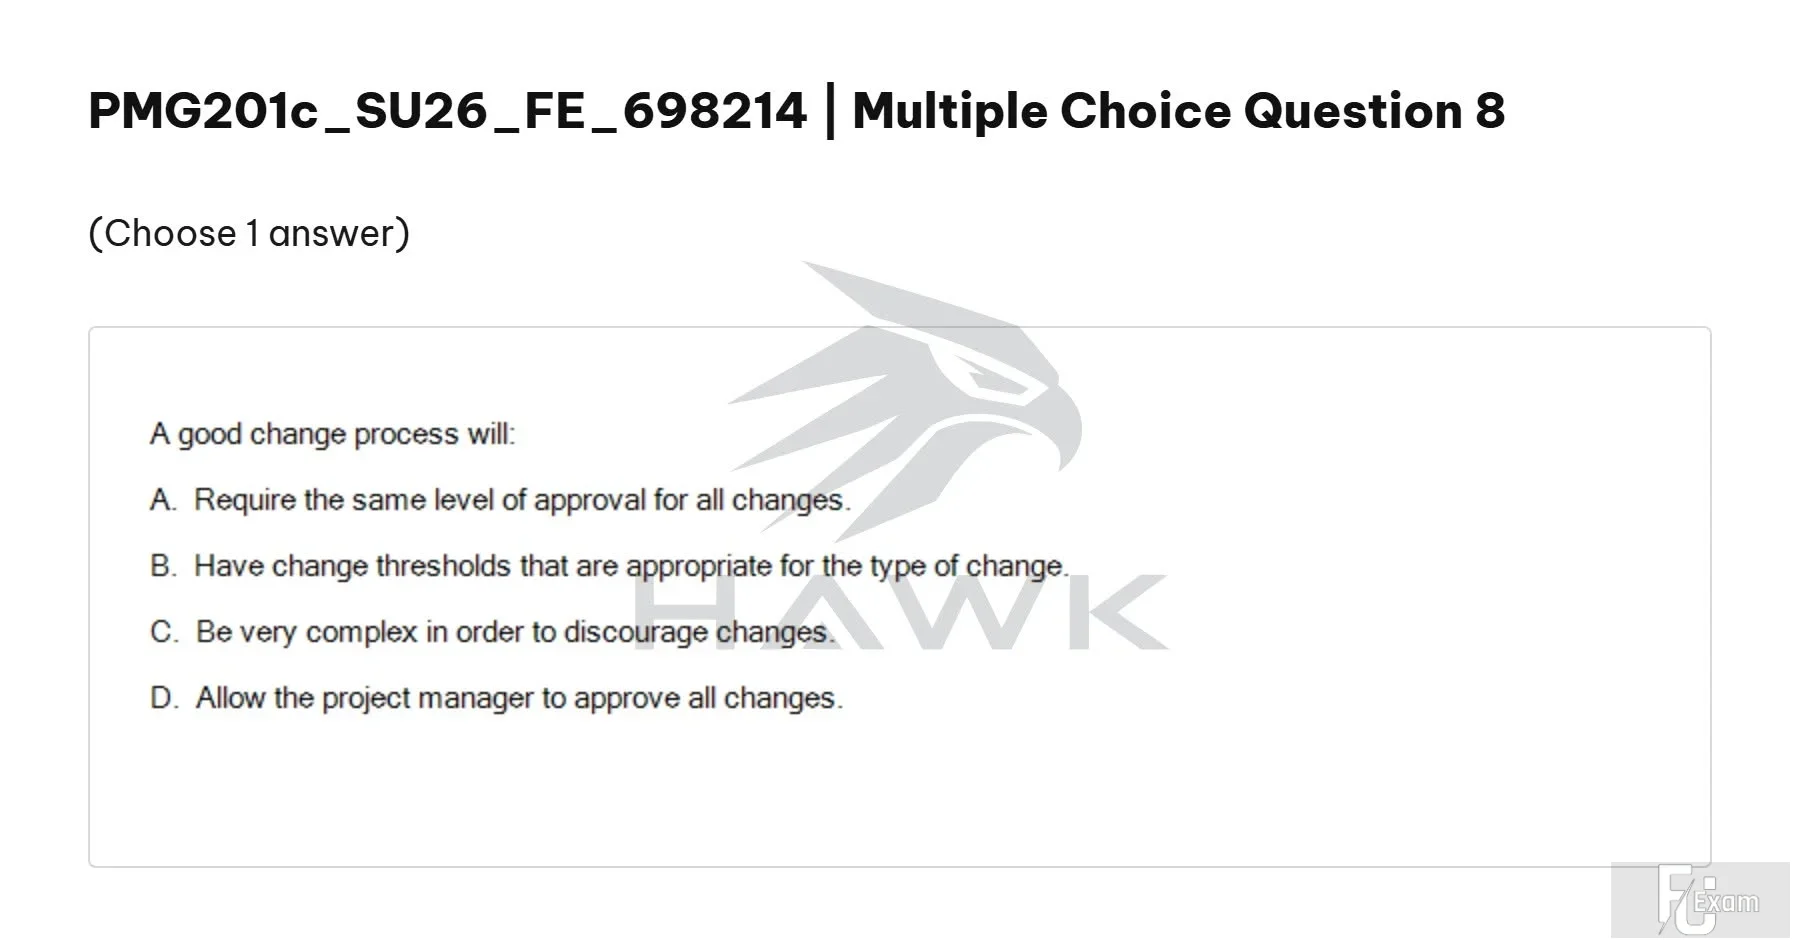 PMG201c_SU26_FE_698214 | Multiple Choice Question 8
(Choose 1 answer)
A good change process will:
A. Require the same level of approval for all changes.
B. Have change thresholds that are appropriate for the type of change.
C. Be very complex in order to discourage changes.
D. Allow the project manager to approve all changes.
HAWK
FU Exam